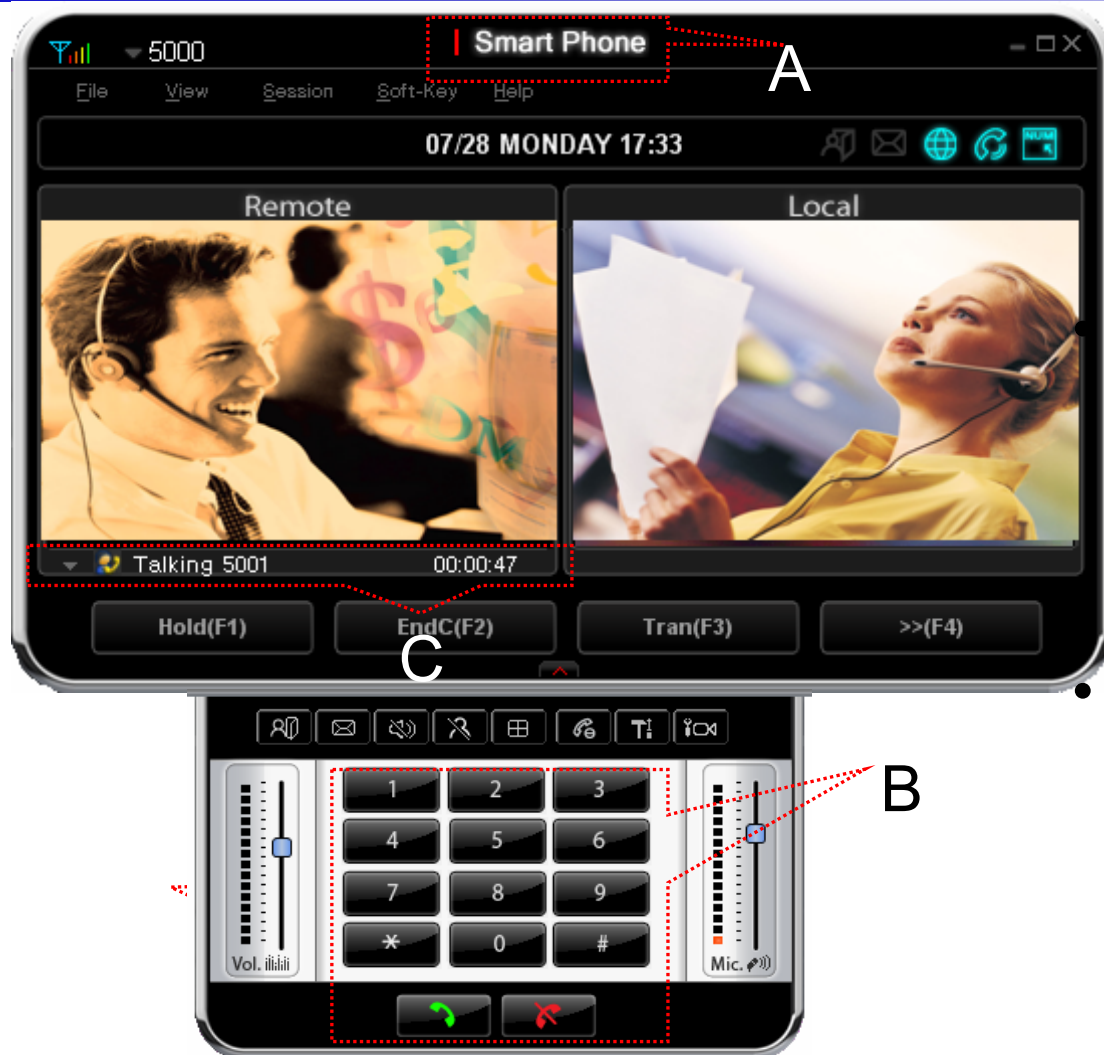 Smart Phone
5000
A
File View Session Soft-Key Help
07/28 MONDAY 17:33
NUM
Remote
Local
$
DM
Talking 5001 00:00:47
Hold(F1) EndC(F2) Tran(F3) >>(F4)
C
B
1 2 3
4 5 6
7 8 9
* 0 #
Vol.
Mic.